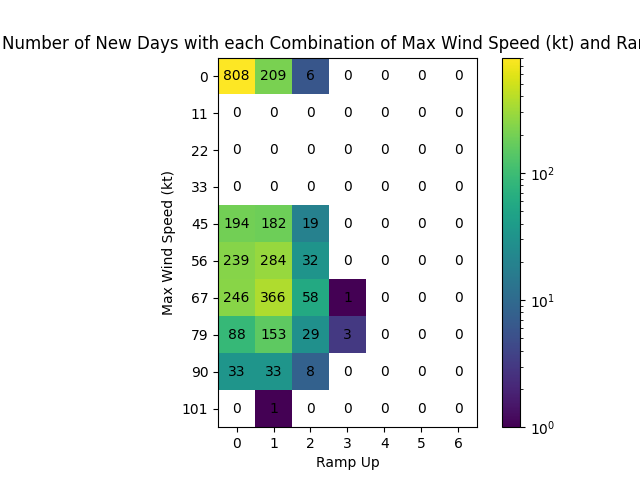 Number of New Days with each Combination of Max Wind Speed (kt) and
0 808 209 6 0 0 0 0
11 0 0 0 0 0 0 0
22 0 0 0 0 0 0 0
33 0 0 0 0 0 0 0
45 194 182 19 0 0 0 0
56 239 284 32 0 0 0 0
67 246 366 58 1 0 0 0
79 88 153 29 3 0 0 0
90 33 33 8 0 0 0 0
101 0 1 0 0 0 0 0
0 1 2 3 4 5 6
Ramp Up
Max Wind Speed (kt)
10²
10¹
10⁰